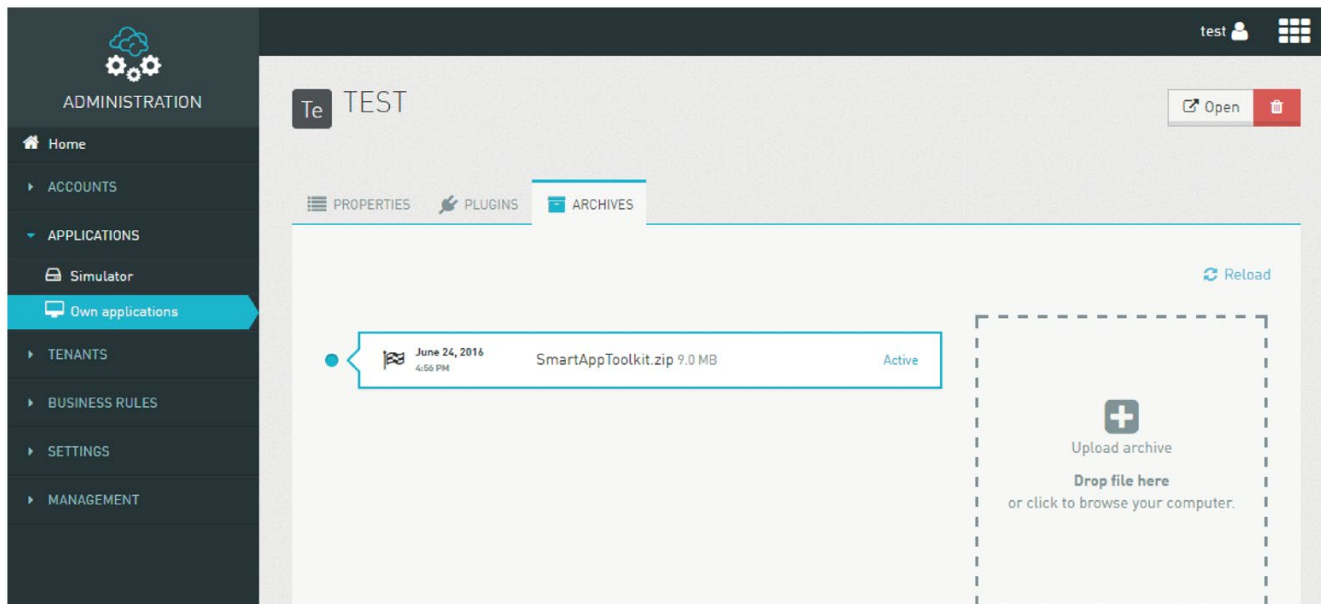 test
ADMINISTRATION
Home
ACCOUNTS
APPLICATIONS
Simulator
Own applications
TENANTS
BUSINESS RULES
SETTINGS
MANAGEMENT
Te TEST
Open
PROPERTIES PLUGINS ARCHIVES
Reload
June 24, 2016
4:56 PM
SmartAppToolkit.zip 9.0 MB
Active
Upload archive
Drop file here
or click to browse your computer.